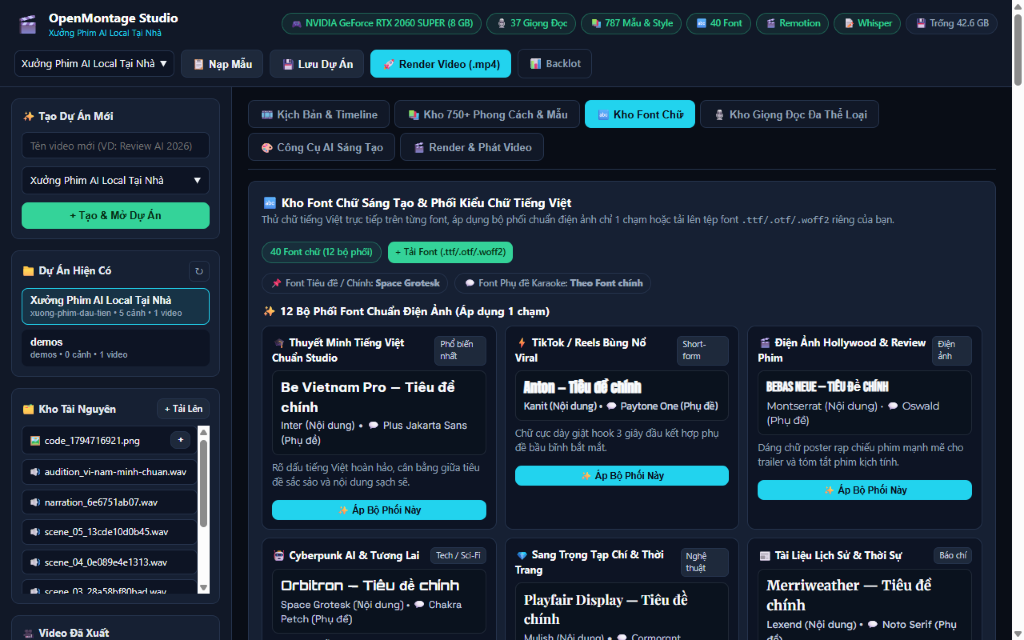 OpenMontage Studio
Xưởng Phim AI Local Tại Nhà
NVIDIA GeForce RTX 2060 SUPER (8 GB)
37 Giọng Đọc
787 Mẫu & Style
40 Font
Remotion
Whisper
Trống 42.6 GB
Xưởng Phim AI Local Tại Nhà
Nạp Mẫu
Lưu Dự Án
Render Video (.mp4)
Backlot
Tạo Dự Án Mới
Tên video mới (VD: Review AI 2026)
Xưởng Phim AI Local Tại Nhà
+ Tạo & Mở Dự Án
Dự Án Hiện Có
Xưởng Phim AI Local Tại Nhà
xuong-phim-dau-tien • 5 cảnh • 1 video
demos
demos • 0 cảnh • 1 video
Kho Tài Nguyên
+ Tải Lên
code_1794716921.png
+
audition_vi-nam-minh-chuan.wav
narration_6e6751ab07.wav
scene_05_13cde10d0b45.wav
scene_04_0e089e4e1313.wav
scene_03_28a58bf80bad.wav
Video Đã Xuất
Kịch Bản & Timeline
Kho 750+ Phong Cách & Mẫu
Kho Font Chữ
Kho Giọng Đọc Đa Thể Loại
Công Cụ AI Sáng Tạo
Render & Phát Video
Kho Font Chữ Sáng Tạo & Phối Kiểu Chữ Tiếng Việt
Thử chữ tiếng Việt trực tiếp trên từng font, áp dụng bộ phối chuẩn điện ảnh chỉ 1 chạm hoặc tải lên tệp font .ttf/.otf/.woff2 riêng của bạn.
40 Font chữ (12 bộ phối)
+ Tải Font (.ttf/.otf/.woff2)
Font Tiêu đề / Chính: Space Grotesk
Font Phụ đề Karaoke: Theo Font chính
12 Bộ Phối Font Chuẩn Điện Ảnh (Áp dụng 1 chạm)
Thuyết Minh Tiếng Việt
Chuẩn Studio
Phổ biến
nhất
Be Vietnam Pro — Tiêu đề
chính
Inter (Nội dung) •
Plus Jakarta Sans
(Phụ đề)
Rõ dấu tiếng Việt hoàn hảo, cân bằng giữa tiêu
đề sắc sảo và nội dung sạch sẽ.
Áp Bộ Phối Này
TikTok / Reels Bùng Nổ
Viral
Short-
form
Anton — Tiêu đề chính
Kanit (Nội dung) •
Paytone One (Phụ đề)
Chữ cực dày giật hook 3 giây đầu kết hợp phụ
đề bầu bĩnh bắt mắt.
Áp Bộ Phối Này
Điện Ảnh Hollywood & Review
Phim
Điện
ảnh
BEBAS NEUE — TIÊU ĐỀ CHÍNH
Montserrat (Nội dung) •
Oswald
(Phụ đề)
Dáng chữ poster rạp chiếu phim mạnh mẽ cho
trailer và tóm tắt phim kịch tính.
Áp Bộ Phối Này
Cyberpunk AI & Tương Lai
Tech / Sci-Fi
Orbitron — Tiêu đề chính
Space Grotesk (Nội dung) •
Chakra
Petch (Phụ đề)
Sang Trọng Tạp Chí & Thời
Trang
Nghệ
thuật
Playfair Display — Tiêu đề
chính
Mulish (Nội dung) •
Cormorant
Tài Liệu Lịch Sử & Thời Sự
Báo chí
Merriweather — Tiêu đề
chính
Lexend (Nội dung) •
Noto Serif (Phụ
đề)